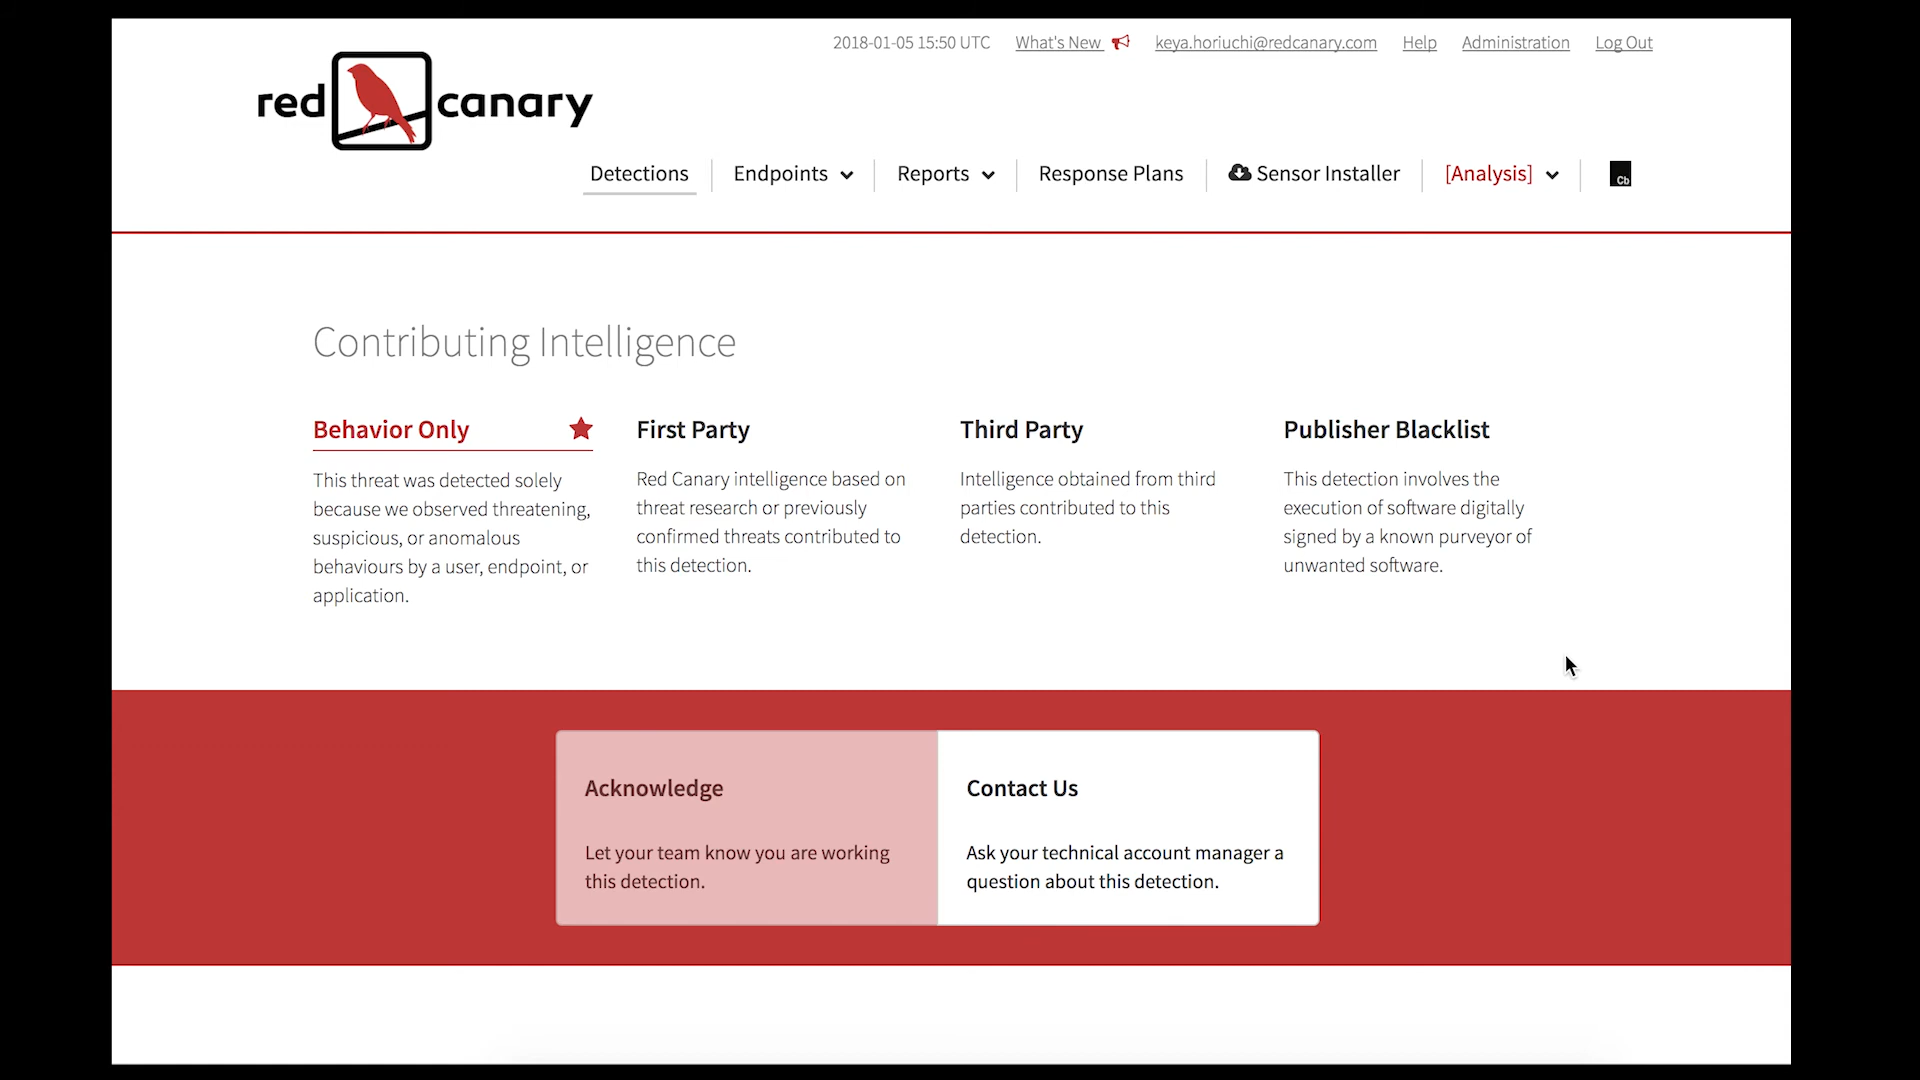 2018-01-05 15:50 UTC What's New keya.horiuchi@redcanary.com Help Administration Log Out
red canary
Detections Endpoints Reports Response Plans Sensor Installer [Analysis] Cb
Contributing Intelligence
Behavior Only
This threat was detected solely
because we observed threatening,
suspicious, or anomalous
behaviours by a user, endpoint, or
application.
First Party
Red Canary intelligence based on
threat research or previously
confirmed threats contributed to
this detection.
Third Party
Intelligence obtained from third
parties contributed to this
detection.
Publisher Blacklist
This detection involves the
execution of software digitally
signed by a known purveyor of
unwanted software.
Acknowledge
Let your team know you are working
this detection.
Contact Us
Ask your technical account manager a
question about this detection.